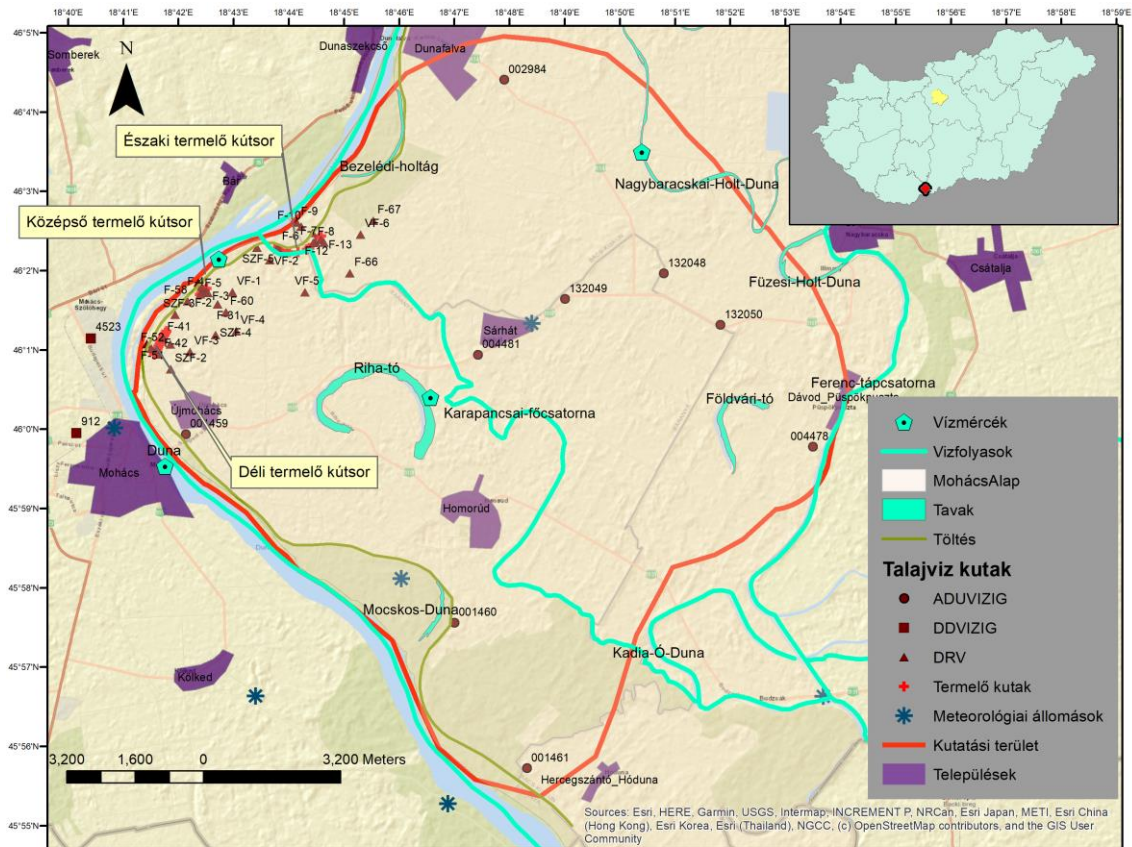 18°40'E 18°41'E 18°42'E 18°43'E 18°44'E 18°45'E 18°46'E 18°48'E 18°49'E 18°50'E 18°51'E 18°52'E 18°53'E 18°54'E 18°55'E 18°56'E 18°57'E 18°58'E 18°59'E
46°5'N
46°4'N
46°3'N
46°2'N
46°1'N
46°0'N
45°59'N
45°58'N
45°57'N
45°56'N
45°55'N
N
Somberek
Dunaszekcső
Dunafalva
002984
Északi termelő kútsor
Bezelédi-holtág
Bár
Nagybaracskai-Holt-Duna
Középső termelő kútsor
F-10
F-9
F-67
VF-6
F-6
F-7
F-8
F-12
F-13
SZF-5
VF-2
F-66
VF-5
132048
Füzesi-Holt-Duna
Csátalja
F-5
VF-1
F-58
F-60
SZF-3
F-2
F-3
F-31
VF-4
SZF-4
132049
132050
Mohács-Szőlőhegy
4523
F-41
F-52
F-42
VF-3
SZF-2
F-54
Sárhát
004481
Riha-tó
Karapancsai-főcsatorna
Földvári-tó
Ferenc-tápcsatorna
Dávod_Püspökpuszta
Újmohács
001459
912
Mohács
Duna
Déli termelő kútsor
004478
Homorúd
Mocskos-Duna
001460
Kadia-Ó-Duna
Kölked
001461
Hercegszántó_Hóduna
3,200 1,600 0 3,200 Meters
Vízmércék
Vizfolyasok
MohácsAlap
Tavak
Töltés
Talajviz kutak
ADUVIZIG
DDVIZIG
DRV
Termelő kutak
Meteorológiai állomások
Kutatási terület
Települések
Sources: Esri, HERE, Garmin, USGS, Intermap, INCREMENT P, NRCan, Esri Japan, METI, Esri China
(Hong Kong), Esri Korea, Esri (Thailand), NGCC, (c) OpenStreetMap contributors, and the GIS User
Community